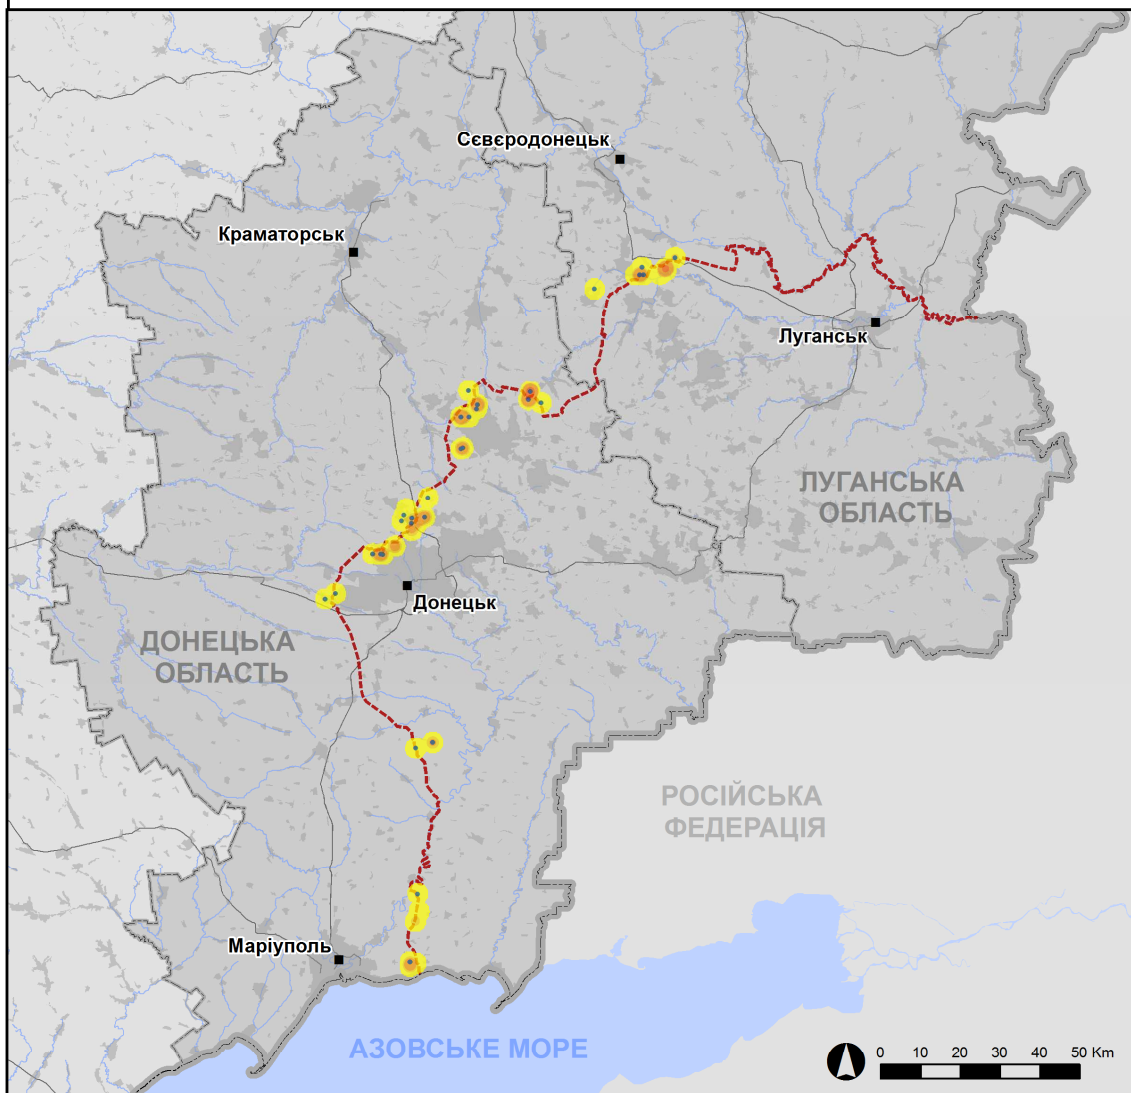 Сєвєродонецьк
Краматорськ
Луганськ
ЛУГАНСЬКА
ОБЛАСТЬ
Донецьк
ДОНЕЦЬКА
ОБЛАСТЬ
РОСІЙСЬКА
ФЕДЕРАЦІЯ
Маріуполь
АЗОВСЬКЕ МОРЕ
0 10 20 30 40 50 Km